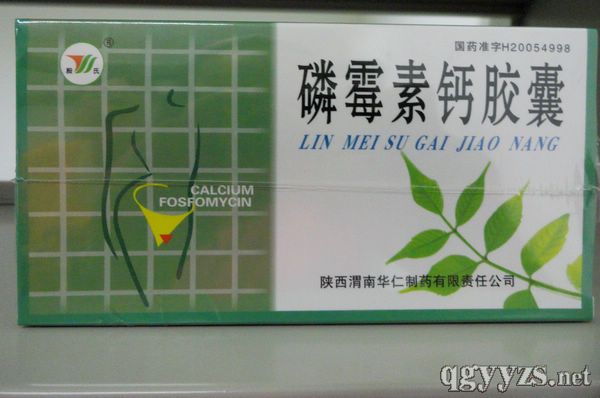 国药准字H20054998
磷霉素钙胶囊
LIN MEI SU GAI JIAO NANG
CALCIUM
FOSFOMYCIN
陕西渭南华仁制药有限责任公司
qgyyzs.net